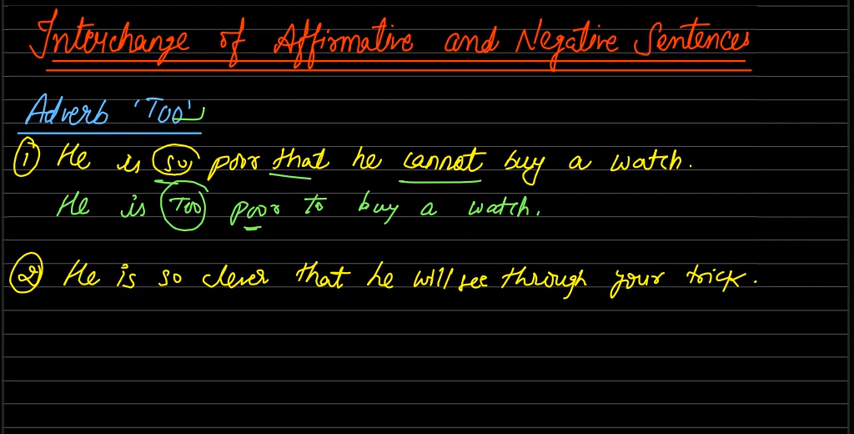 Interchange of Affirmative and Negative Sentences
Adverb 'Too'
① He is so poor that he cannot buy a watch.
He is Too poor to buy a watch.
② He is so clever that he will see through your trick.